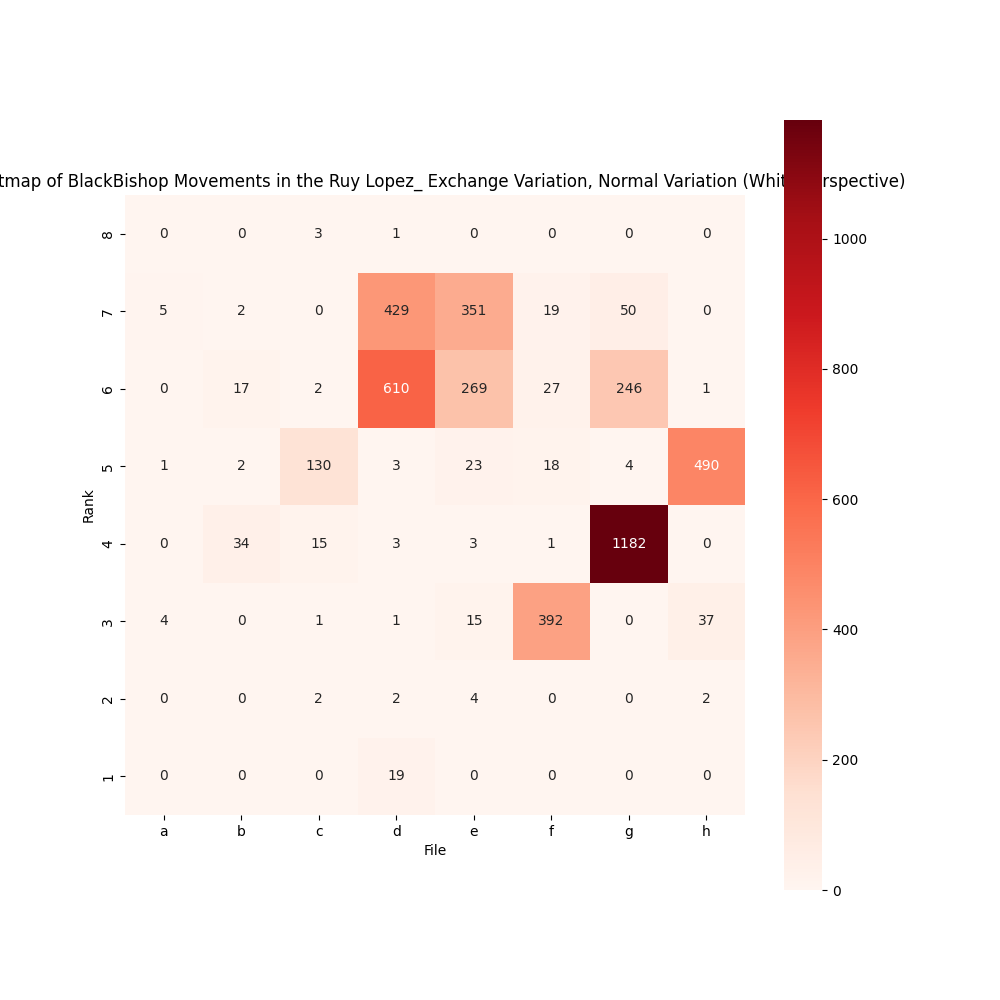 tmap of BlackBishop Movements in the Ruy Lopez_ Exchange Variation, Normal Variation (White Perspective)
8 0 0 3 1 0 0 0 0
1000
7 5 2 0 429 351 19 50 0
800
6 0 17 2 610 269 27 246 1
5 1 2 130 3 23 18 4 490
600
Rank
4 0 34 15 3 3 1 1182 0
400
3 4 0 1 1 15 392 0 37
2 0 0 2 2 4 0 0 2
200
1 0 0 0 19 0 0 0 0
a b c d e f g h
File
0